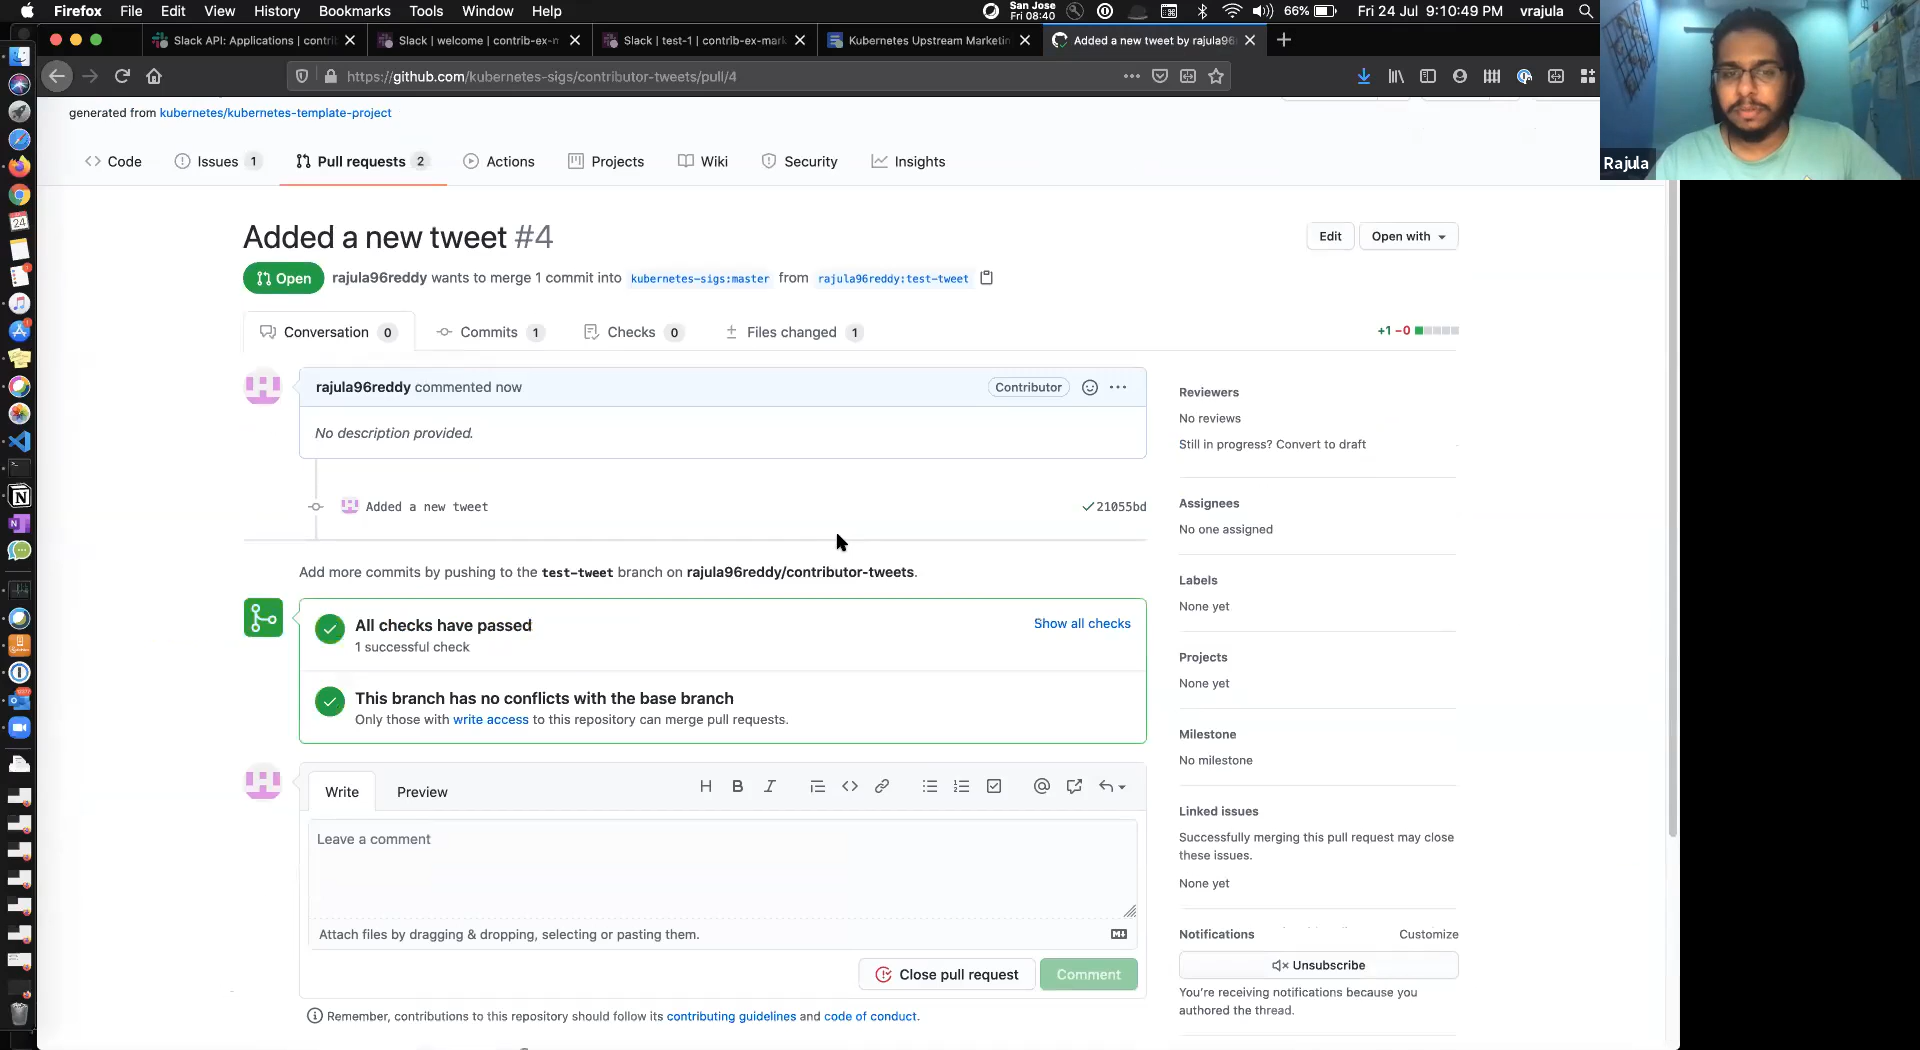 Firefox File Edit View History Bookmarks Tools Window Help
San Jose
Fri 08:40
66%
Fri 24 Jul 9:10:49 PM vrajula
Slack API: Applications | contri
Slack | welcome | contrib-ex-m
Slack | test-1 | contrib-ex-mark
Kubernetes Upstream Marketin
Added a new tweet by rajula96
https://github.com/kubernetes-sigs/contributor-tweets/pull/4
Rajula
generated from kubernetes/kubernetes-template-project
Code
Issues 1
Pull requests 2
Actions
Projects
Wiki
Security
Insights
Added a new tweet #4
Edit
Open with
Open
rajula96reddy wants to merge 1 commit into kubernetes-sigs:master from rajula96reddy:test-tweet
Conversation 0
Commits 1
Checks 0
Files changed 1
+1 −0
rajula96reddy commented now
Contributor
No description provided.
Added a new tweet
21055bd
Add more commits by pushing to the test-tweet branch on rajula96reddy/contributor-tweets.
All checks have passed
1 successful check
Show all checks
This branch has no conflicts with the base branch
Only those with write access to this repository can merge pull requests.
Write
Preview
H B I
Leave a comment
Attach files by dragging & dropping, selecting or pasting them.
Close pull request
Comment
Remember, contributions to this repository should follow its contributing guidelines and code of conduct.
Reviewers
No reviews
Still in progress? Convert to draft
Assignees
No one assigned
Labels
None yet
Projects
None yet
Milestone
No milestone
Linked issues
Successfully merging this pull request may close
these issues.
None yet
Notifications
Customize
Unsubscribe
You're receiving notifications because you
authored the thread.